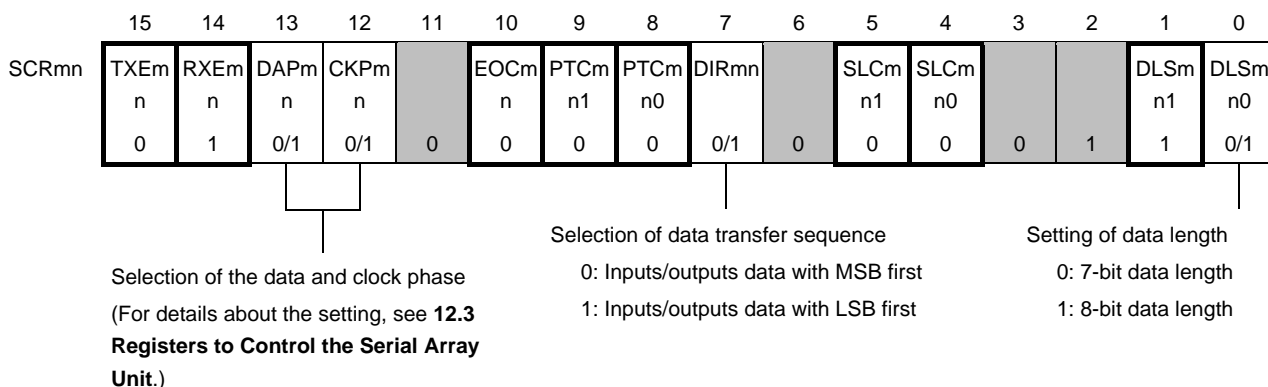 15 14 13 12 11 10 9 8 7 6 5 4 3 2 1 0
SCRmn TXEm RXEm DAPm CKPm EOCm PTCm PTCm DIRmn SLCm SLCm DLSm DLSm
n n n n n n1 n0 n1 n0 n1 n0
0 1 0/1 0/1 0 0 0 0 0/1 0 0 0 0 1 1 0/1
Selection of the data and clock phase
(For details about the setting, see 12.3
Registers to Control the Serial Array
Unit.)
Selection of data transfer sequence
0: Inputs/outputs data with MSB first
1: Inputs/outputs data with LSB first
Setting of data length
0: 7-bit data length
1: 8-bit data length